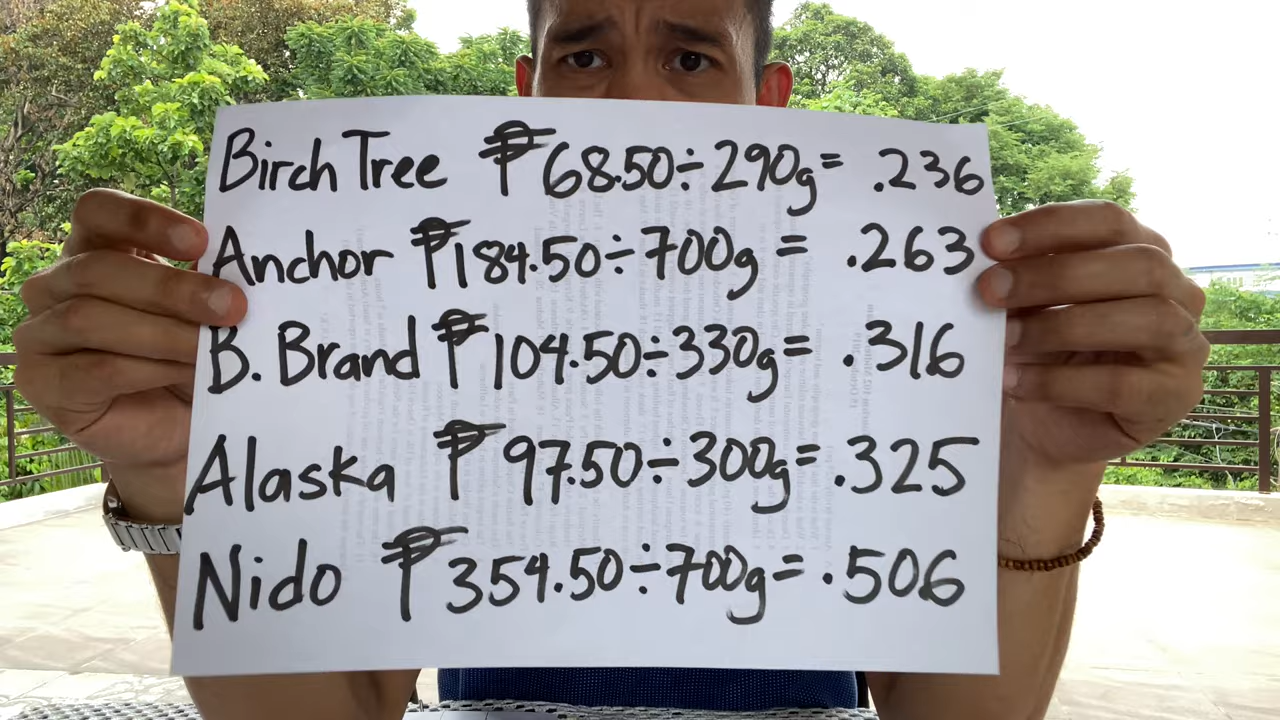 Birch Tree ₱68.50÷290g= .236
Anchor ₱184.50÷700g = .263
B. Brand ₱104.50÷330g= .316
Alaska ₱97.50÷300g= .325
Nido ₱354.50÷700g= .506